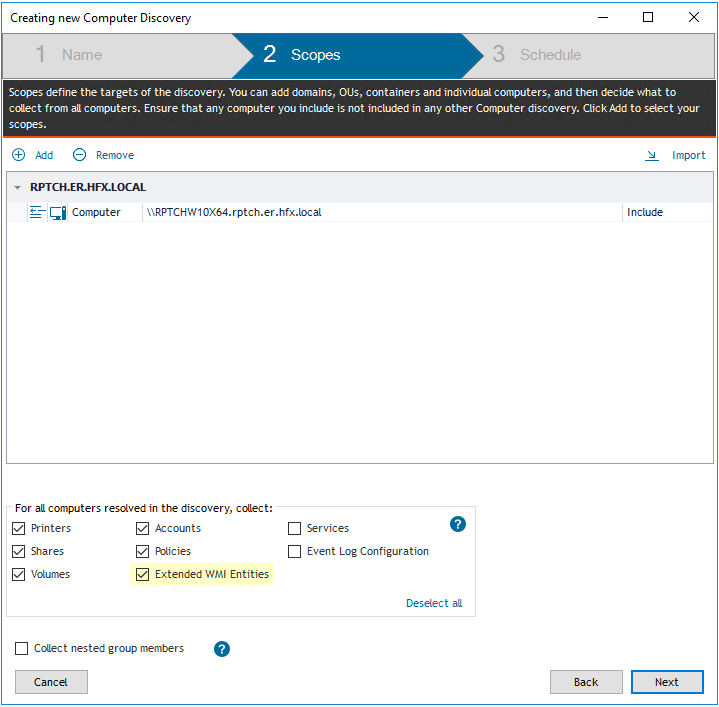 Creating new Computer Discovery
1 Name 2 Scopes 3 Schedule
Scopes define the targets of the discovery. You can add domains, OUs, containers and individual computers, and then decide what to
collect from all computers. Ensure that any computer you include is not included in any other Computer discovery. Click Add to select your
scopes.
Add Remove Import
RPTCH.ER.HFX.LOCAL
Computer \\RPTCHW10X64.rptch.er.hfx.local Include
For all computers resolved in the discovery, collect:
Printers Accounts Services ?
Shares Policies Event Log Configuration
Volumes Extended WMI Entities
Deselect all
Collect nested group members ?
Cancel Back Next